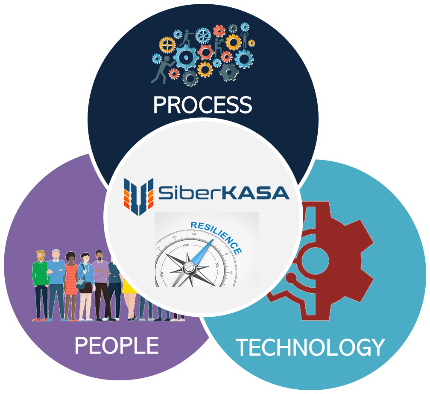 PROCESS
SiberKASA
RESILIENCE
PEOPLE
TECHNOLOGY